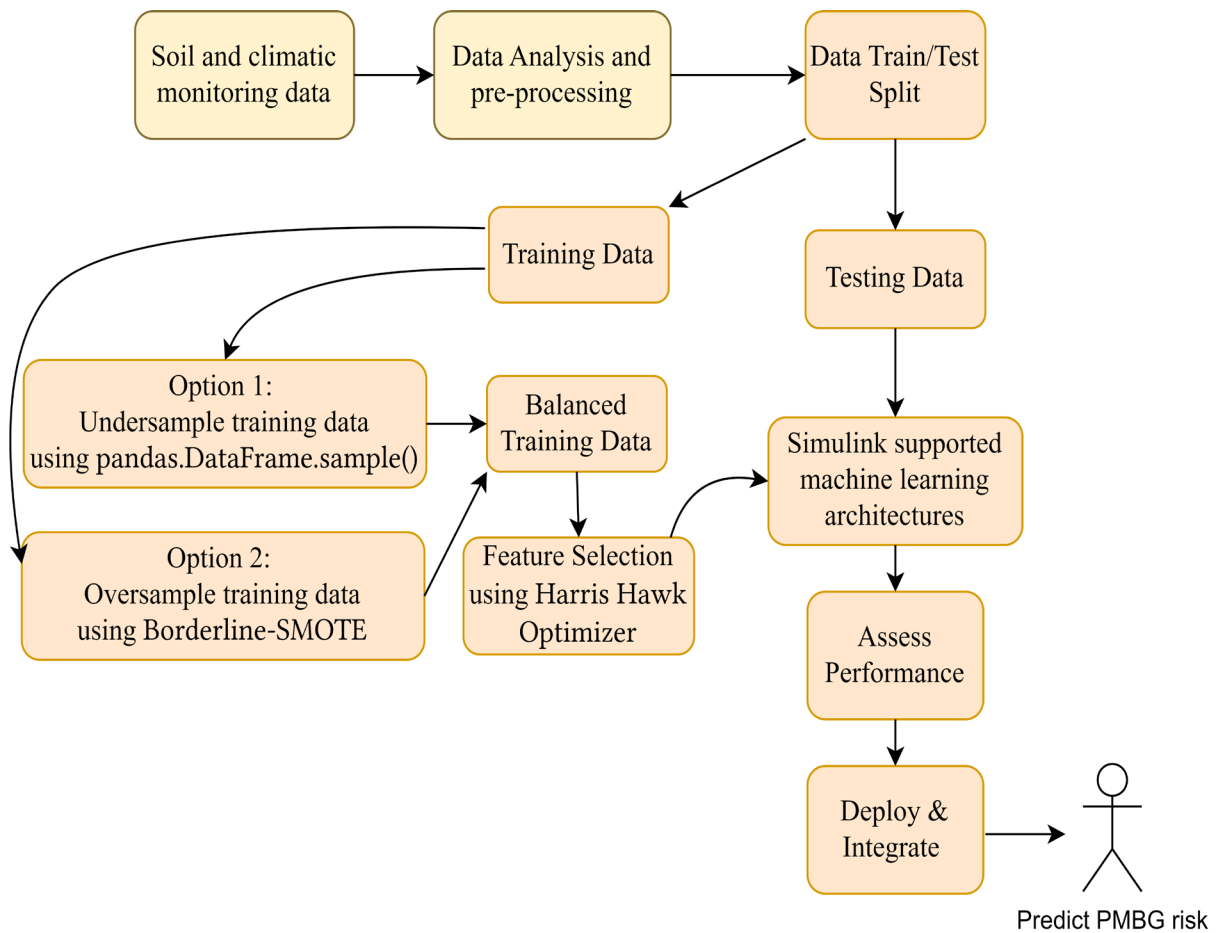 Soil and climatic
monitoring data
Data Analysis and
pre-processing
Data Train/Test
Split
Training Data
Testing Data
Option 1:
Undersample training data
using pandas.DataFrame.sample()
Balanced
Training Data
Simulink supported
machine learning
architectures
Option 2:
Oversample training data
using Borderline-SMOTE
Feature Selection
using Harris Hawk
Optimizer
Assess
Performance
Deploy &
Integrate
Predict PMBG risk